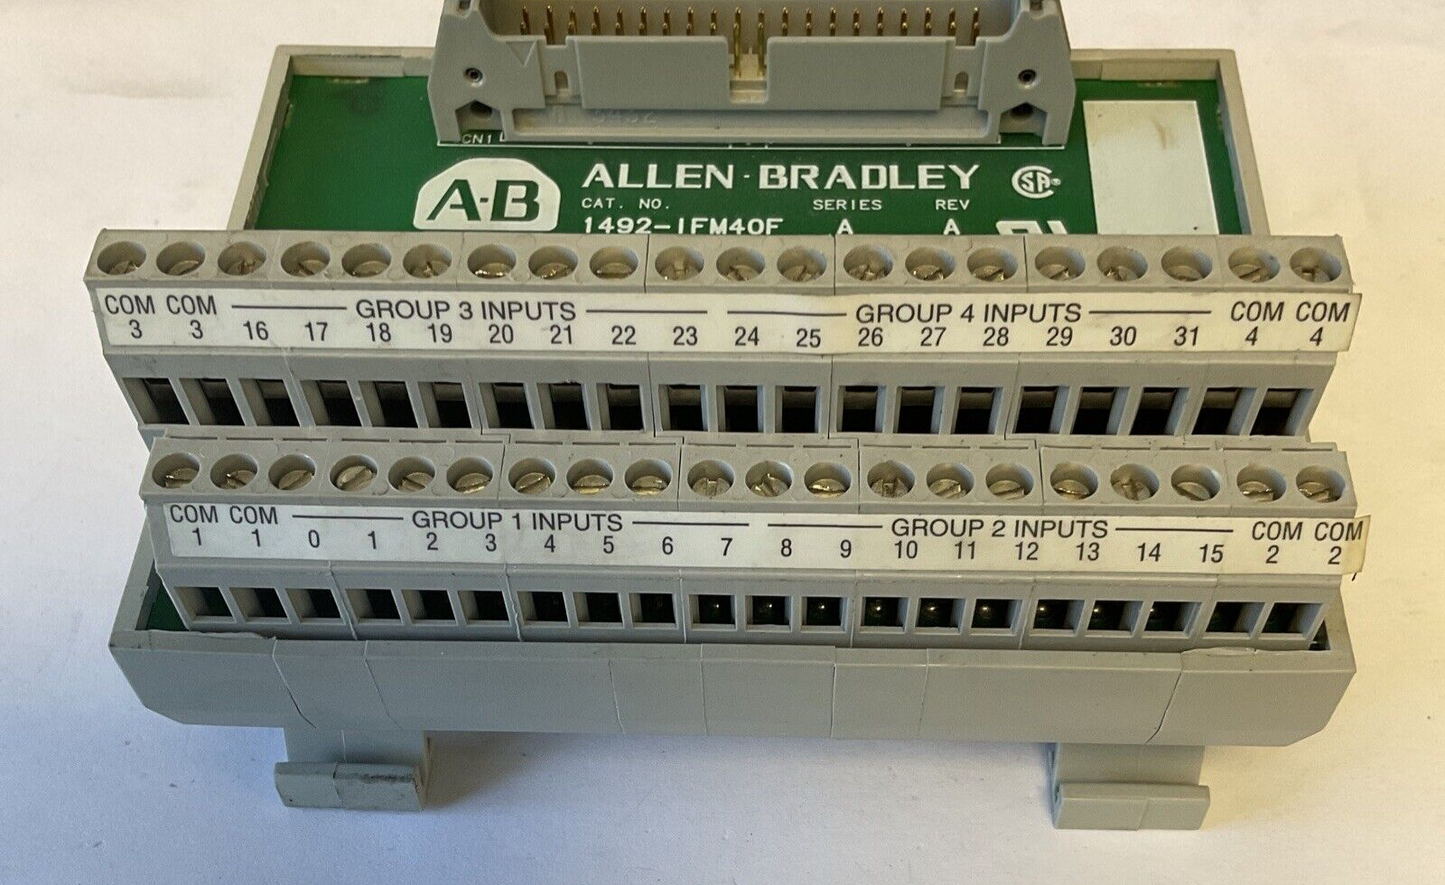 CN1
A-B ALLEN-BRADLEY CSA
CAT. NO. SERIES REV
1492-IFM40F A A
COM COM GROUP 3 INPUTS GROUP 4 INPUTS COM COM
3 3 16 17 18 19 20 21 22 23 24 25 26 27 28 29 30 31 4 4
COM COM GROUP 1 INPUTS GROUP 2 INPUTS COM COM
1 1 0 1 2 3 4 5 6 7 8 9 10 11 12 13 14 15 2 2